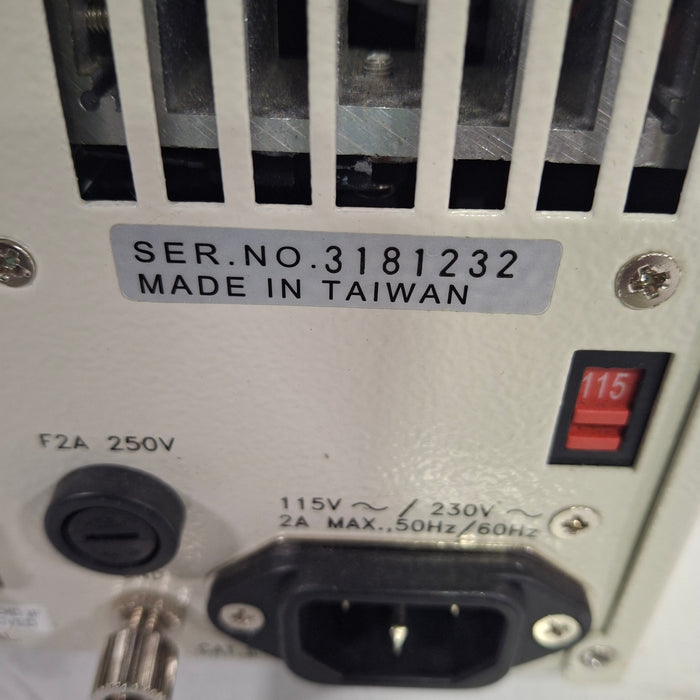 SER.NO.3181232
MADE IN TAIWAN
115
F2A 250V
115V ～ / 230V ～
2A MAX.,50Hz/60Hz